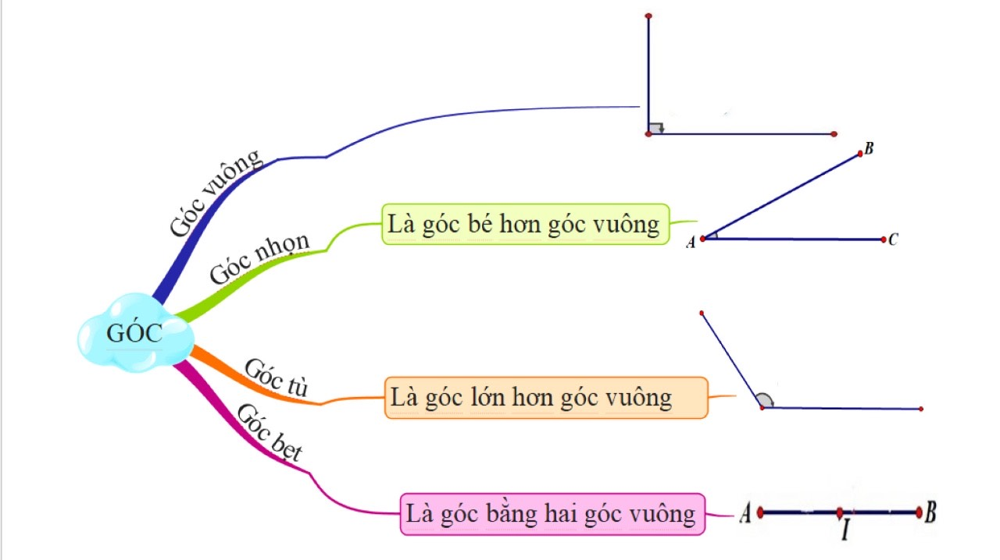 GÓC
Góc vuông
Góc nhọn
Là góc bé hơn góc vuông
B
A
C
Góc tù
Là góc lớn hơn góc vuông
Góc bẹt
Là góc bằng hai góc vuông
A
I
B